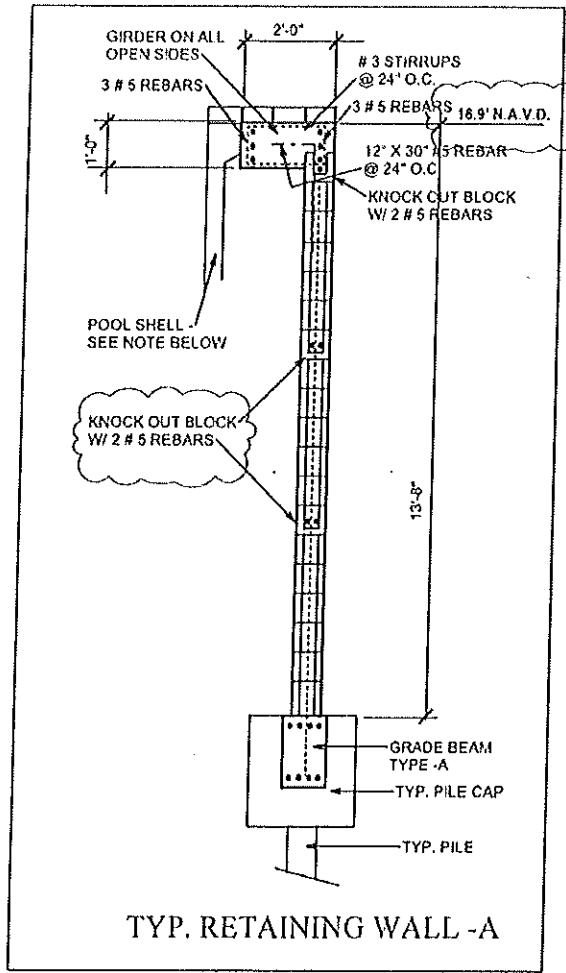 GIRDER ON ALL
OPEN SIDES
2'-0"
# 3 STIRRUPS
@ 24" O.C.
3 # 5 REBARS
3 # 5 REBARS
16.9' N.A.V.D.
1'-0"
12" X 30" #5 REBAR
@ 24" O.C
KNOCK OUT BLOCK
W/ 2 # 5 REBARS
POOL SHELL -
SEE NOTE BELOW
KNOCK OUT BLOCK
W/ 2 # 5 REBARS
13'-8"
GRADE BEAM
TYPE -A
TYP. PILE CAP
TYP. PILE
TYP. RETAINING WALL -A